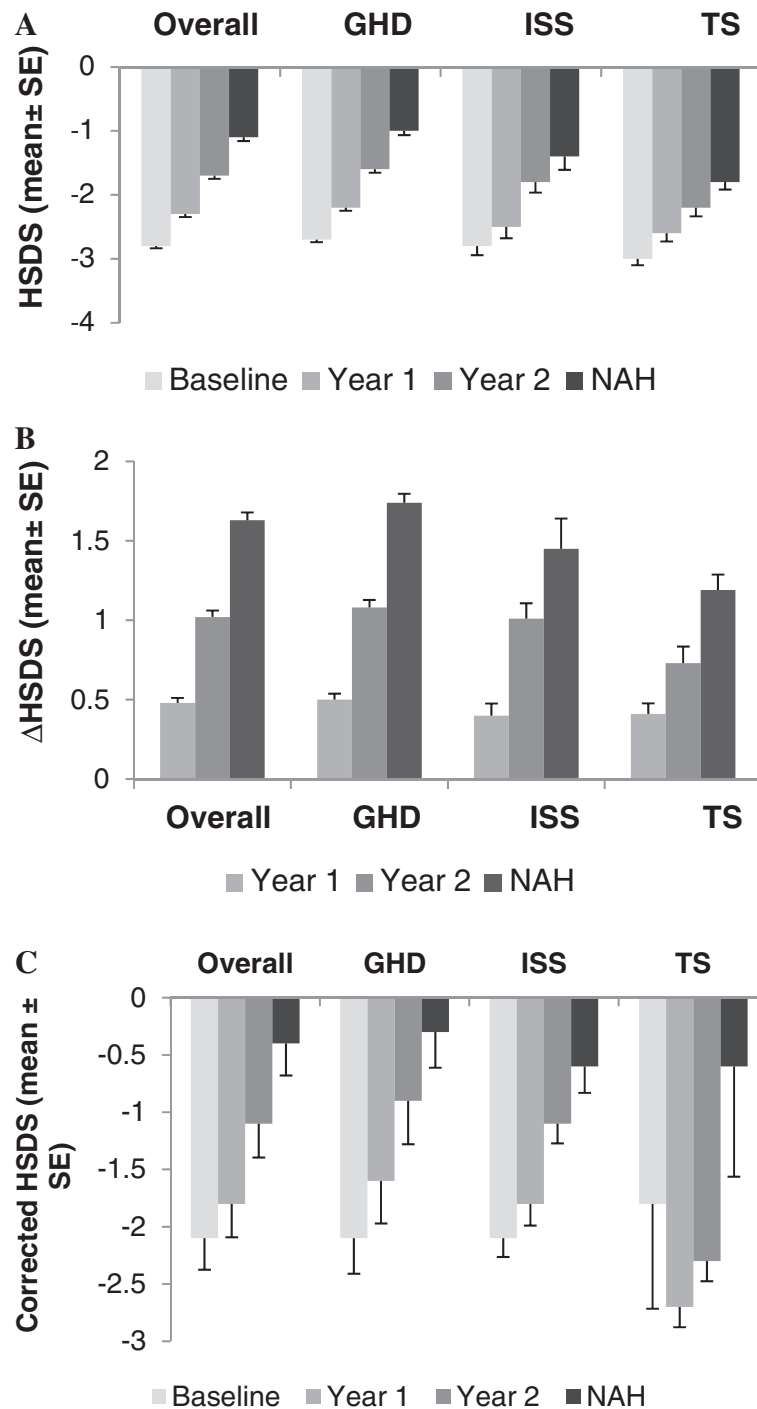 A
Overall GHD ISS TS
HSDS (mean± SE)
0
-1
-2
-3
-4
Baseline Year 1 Year 2 NAH
B
ΔHSDS (mean± SE)
2
1.5
1
0.5
0
Overall GHD ISS TS
Year 1 Year 2 NAH
C
Overall GHD ISS TS
Corrected HSDS (mean ±
SE)
0
-0.5
-1
-1.5
-2
-2.5
-3
Baseline Year 1 Year 2 NAH